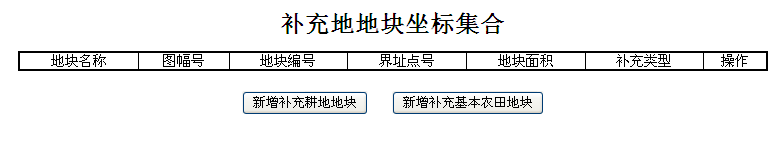 补充地地块坐标集合
地块名称 图幅号 地块编号 界址点号 地块面积 补充类型 操作
新增补充耕地地块 新增补充基本农田地块